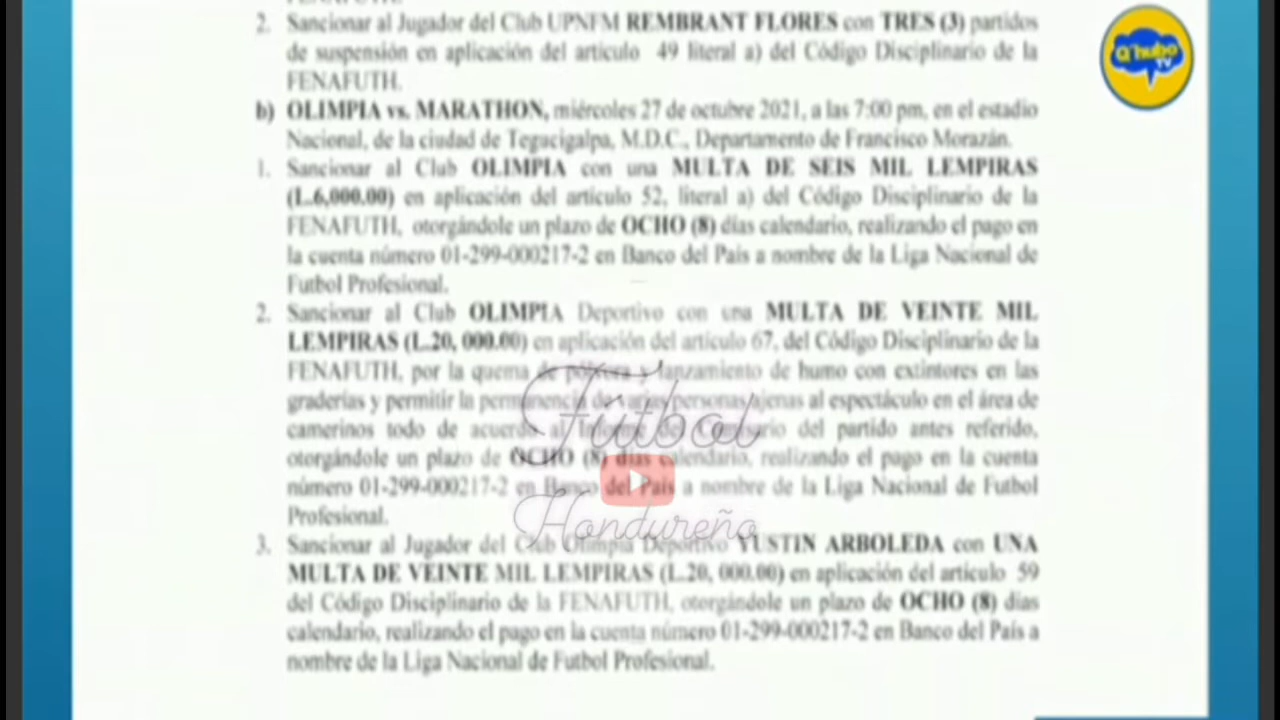 2. Sancionar al Jugador del Club UPNFM REMBRANT FLORES con TRES (3) partidos
de suspensión en aplicación del artículo 49 literal a) del Código Disciplinario de la
FENAFUTH.
b) OLIMPIA vs. MARATHON, miércoles 27 de octubre 2021, a las 7:00 pm, en el estadio
Nacional, de la ciudad de Tegucigalpa, M.D.C., Departamento de Francisco Morazán.
1. Sancionar al Club OLIMPIA con una MULTA DE SEIS MIL LEMPIRAS
(L.6,000.00) en aplicación del artículo 52, literal a) del Código Disciplinario de la
FENAFUTH, otorgándole un plazo de OCHO (8) días calendario, realizando el pago en
la cuenta número 01-299-000217-2 en Banco del País a nombre de la Liga Nacional de
Futbol Profesional.
2. Sancionar al Club OLIMPIA Deportivo con una MULTA DE VEINTE MIL
LEMPIRAS (L.20, 000.00) en aplicación del artículo 67, del Código Disciplinario de la
FENAFUTH, por la quema de pólvora y lanzamiento de humo con extintores en las
graderías y permitir la permanencia de varias personas ajenas al espectáculo en el área de
camerinos todo de acuerdo al Informe del Comisario del partido antes referido,
otorgándole un plazo de OCHO (8) días calendario, realizando el pago en la cuenta
número 01-299-000217-2 en Banco del País a nombre de la Liga Nacional de Futbol
Profesional.
3. Sancionar al Jugador del Club Olimpia Deportivo YUSTIN ARBOLEDA con UNA
MULTA DE VEINTE MIL LEMPIRAS (L.20, 000.00) en aplicación del artículo 59
del Código Disciplinario de la FENAFUTH, otorgándole un plazo de OCHO (8) días
calendario, realizando el pago en la cuenta número 01-299-000217-2 en Banco del País a
nombre de la Liga Nacional de Futbol Profesional.
Q'hubo
TV
Fútbol
Hondureño